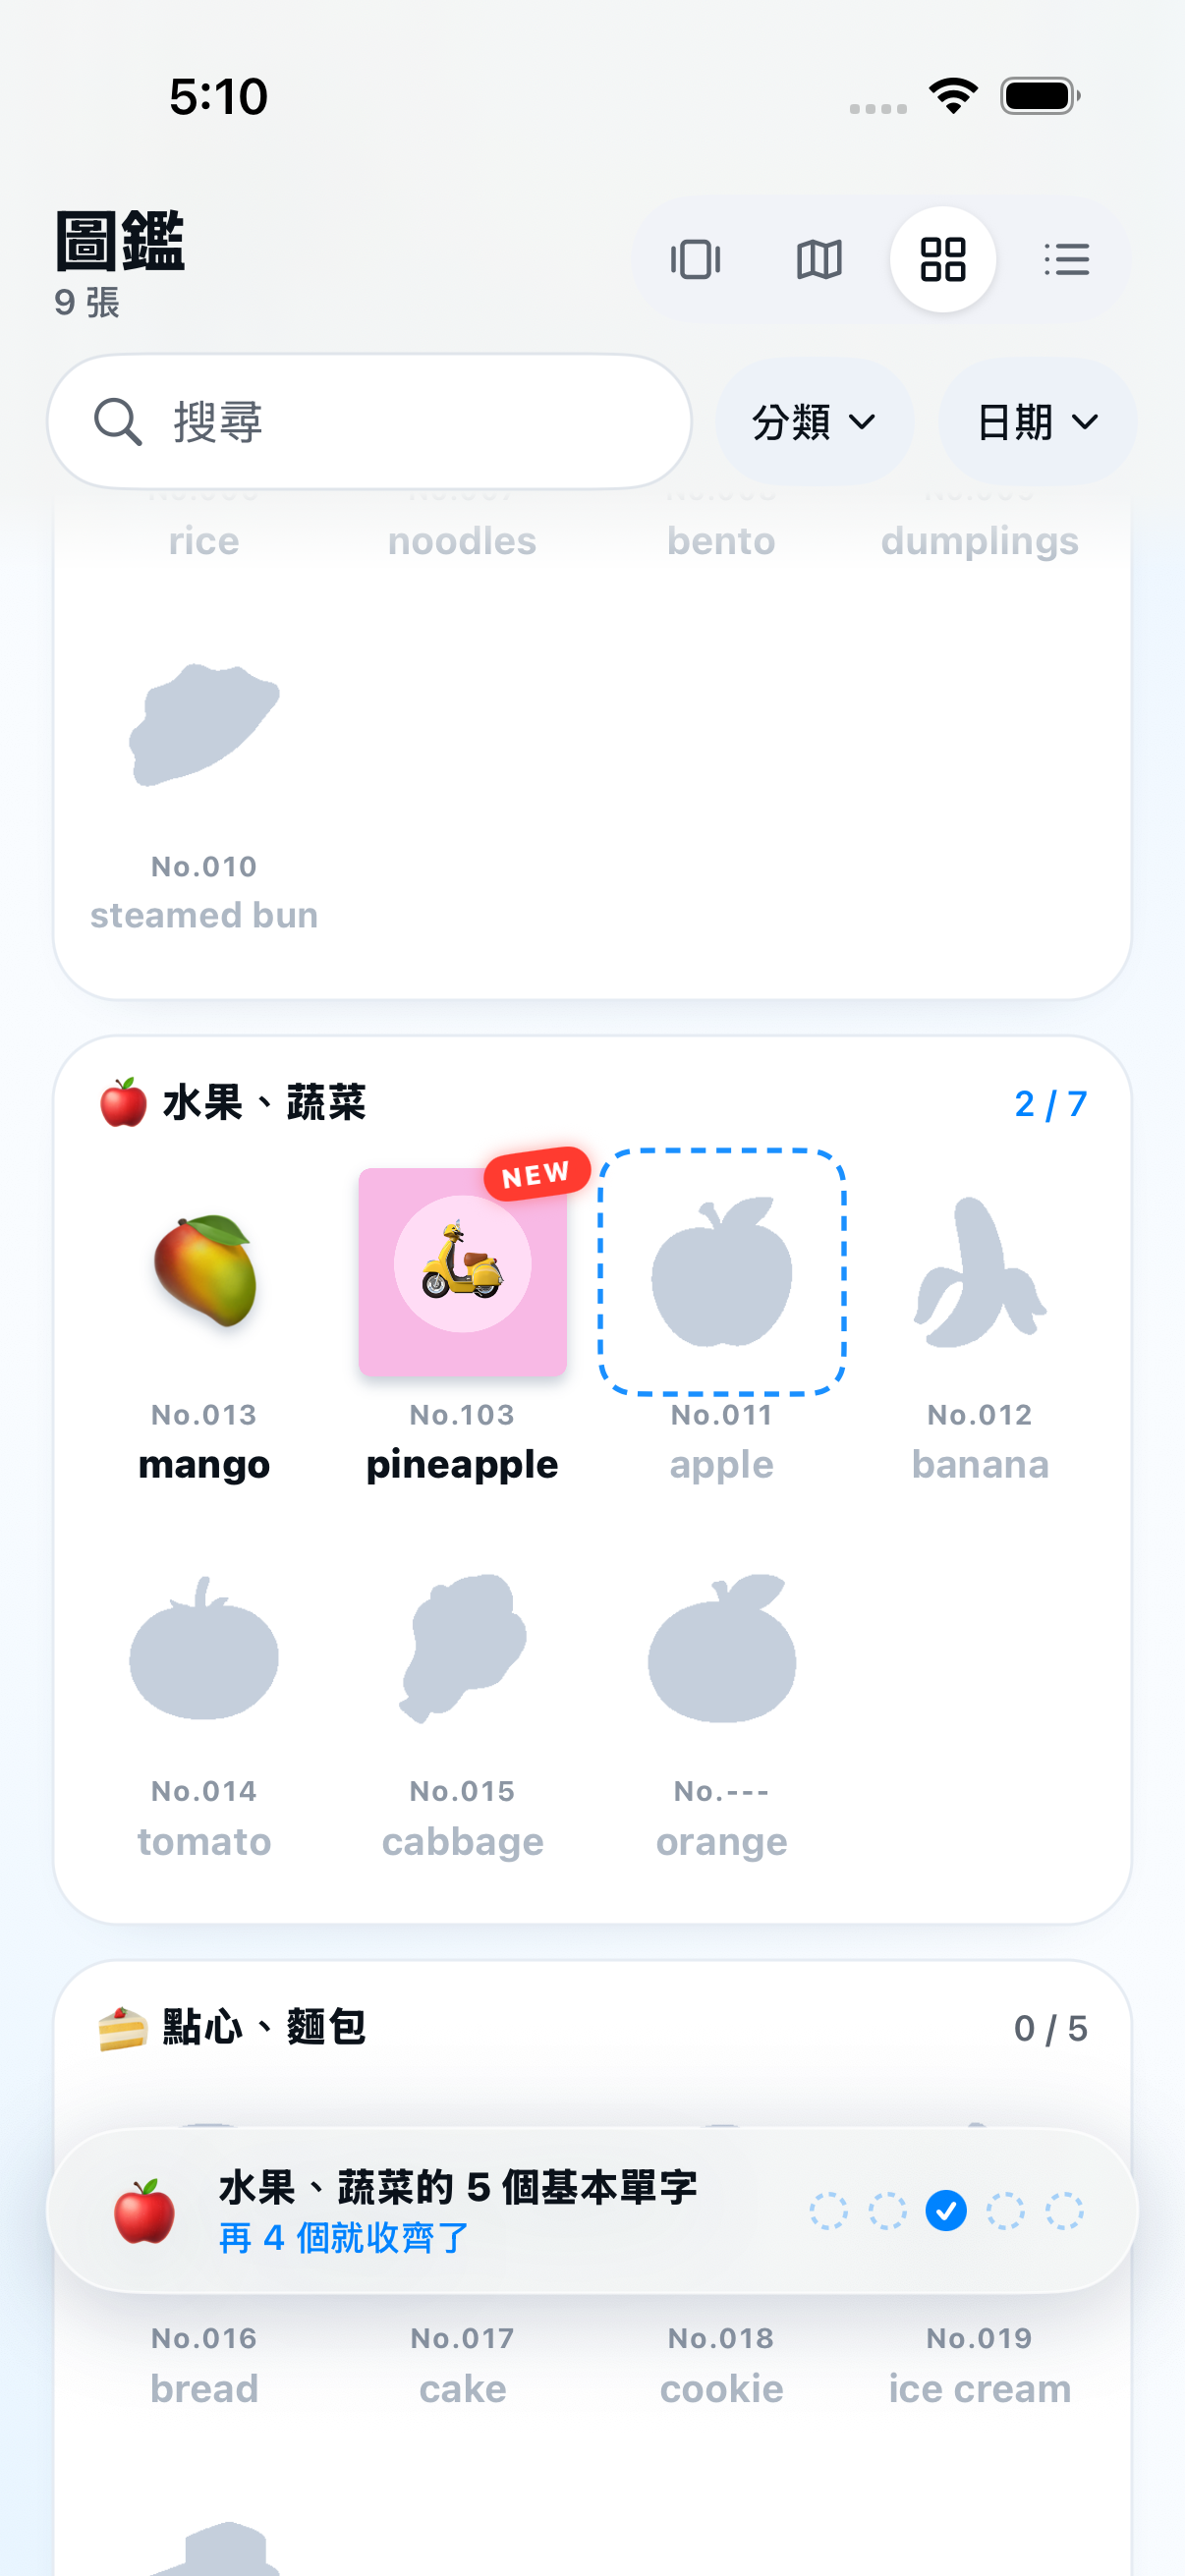 5:10
圖鑑
9 張
搜尋
分類
日期
rice
noodles
bento
dumplings
No.010
steamed bun
水果、蔬菜
2 / 7
NEW
No.013
No.103
No.011
No.012
mango
pineapple
apple
banana
No.014
No.015
No.---
tomato
cabbage
orange
點心、麵包
0 / 5
水果、蔬菜的 5 個基本單字
再 4 個就收齊了
No.016
No.017
No.018
No.019
bread
cake
cookie
ice cream